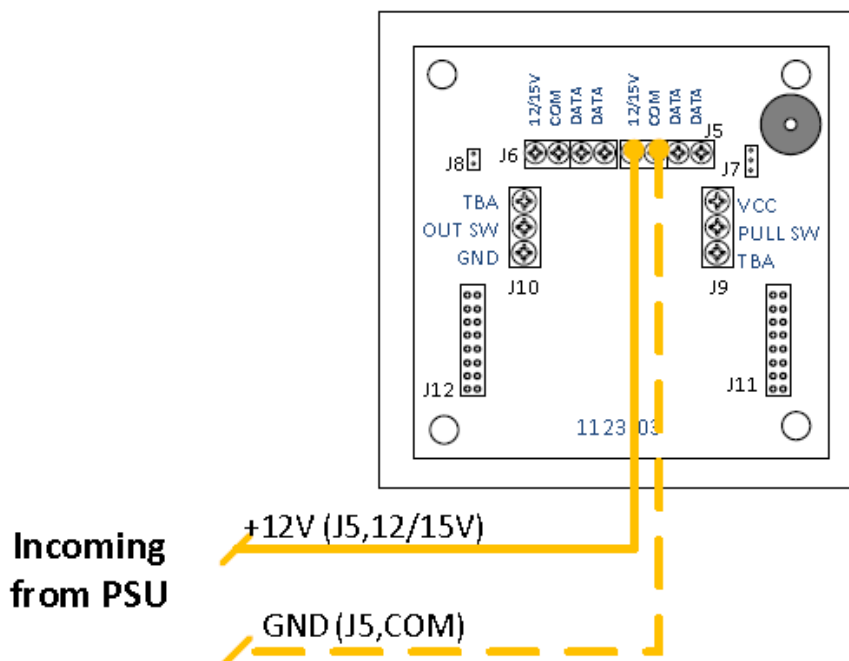 12/15V COM DATA DATA 12/15V COM DATA DATA
J6
J5
J8
J7
TBA
OUT SW
GND
J10
VCC
PULL SW
TBA
J9
J12
J11
+12V (J5,12/15V)
Incoming
from PSU
GND (J5,COM)